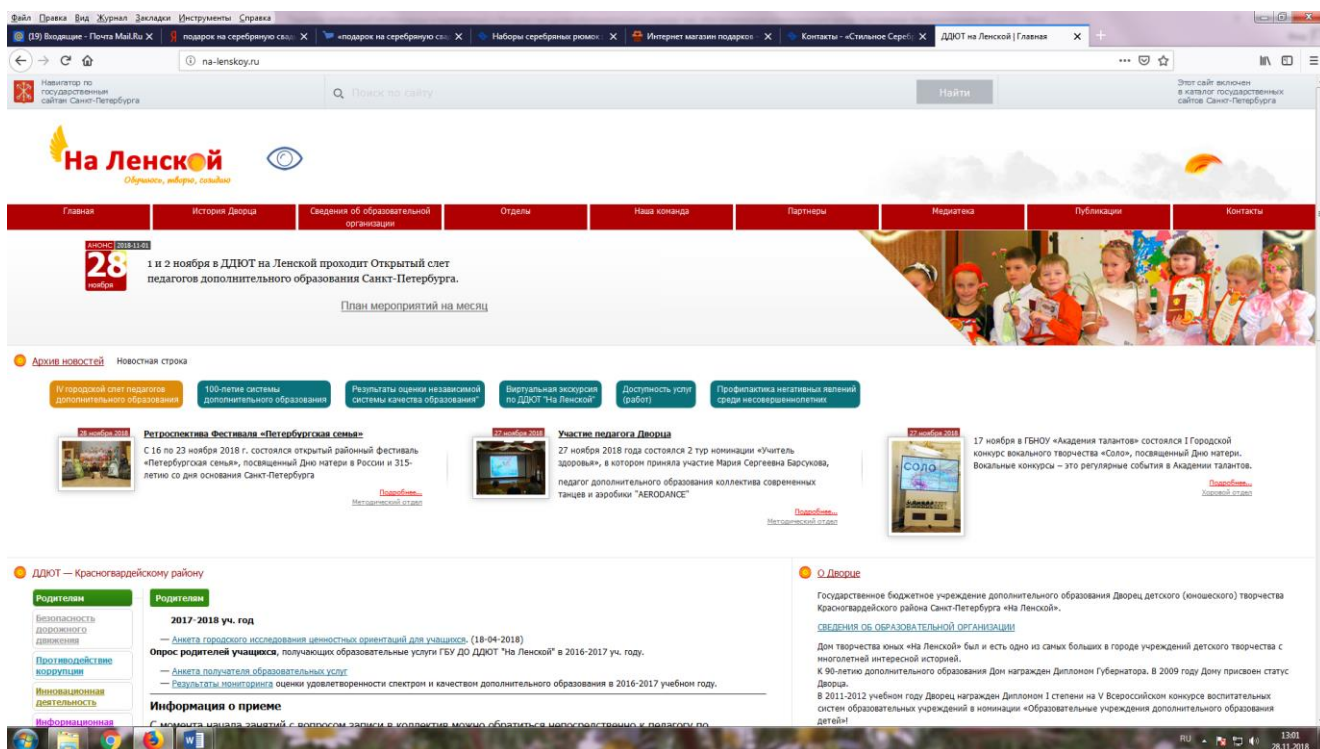 Файл Правка Вид Журнал Закладки Инструменты Справка
(19) Входящие - Почта Mail.Ru
подарок на серебряную свад
«подарок на серебряную свад
Наборы серебряных рюмок
Интернет магазин подарков -
Контакты - «Стильное Сереб
ДДЮТ на Ленской | Главная
na-lenskoy.ru
Навигатор по
государственным
сайтам Санкт-Петербурга
Поиск по сайту
Найти
Этот сайт включен
в каталог государственных
сайтов Санкт-Петербурга
На Ленской
Обучаюсь, творю, созидаю
Главная
История Дворца
Сведения об образовательной
организации
Отделы
Наша команда
Партнеры
Медиатека
Публикации
Контакты
АНОНС 2018-11-01
28
ноября
1 и 2 ноября в ДДЮТ на Ленской проходит Открытый слет
педагогов дополнительного образования Санкт-Петербурга.
План мероприятий на месяц
Архив новостей Новостная строка
IV городской слет педагогов
дополнительного образования
100-летие системы
дополнительного образования
Результаты оценки независимой
системы качества образования"
Виртуальная экскурсия
по ДДЮТ "На Ленской"
Доступность услуг
(работ)
Профилактика негативных явлений
среди несовершеннолетних
28 ноября 2018
Ретроспектива Фестиваля «Петербургская семья»
С 16 по 23 ноября 2018 г. состоялся открытый районный фестиваль
«Петербургская семья», посвященный Дню матери в России и 315-
летию со дня основания Санкт-Петербурга
Подробнее...
Методический отдел
27 ноября 2018
Участие педагога Дворца
27 ноября 2018 года состоялся 2 тур номинации «Учитель
здоровья», в котором приняла участие Мария Сергеевна Барсукова,
педагог дополнительного образования коллектива современных
танцев и аэробики "AERODANCE"
Подробнее...
Методический отдел
27 ноября 2018
СОЛО
17 ноября в ГБНОУ «Академия талантов» состоялся I Городской
конкурс вокального творчества «Соло», посвященный Дню матери.
Вокальные конкурсы – это регулярные события в Академии талантов.
Подробнее...
Хоровой отдел
ДДЮТ — Красногвардейскому району
Родителям
Безопасность
дорожного
движения
Противодействие
коррупции
Инновационная
деятельность
Информационная
Родителям
2017-2018 уч. год
— Анкета городского исследования ценностных ориентаций для учащихся. (18-04-2018)
Опрос родителей учащихся, получающих образовательные услуги ГБУ ДО ДДЮТ "На Ленской" в 2016-2017 уч. году.
— Анкета получателя образовательных услуг
— Результаты мониторинга оценки удовлетворенности спектром и качеством дополнительного образования в 2016-2017 учебном году.
Информация о приеме
С момента начала занятий с вопросом записи в коллектив можно обратиться непосредственно к педагогу по
О Дворце
Государственное бюджетное учреждение дополнительного образования Дворец детского (юношеского) творчества
Красногвардейского района Санкт-Петербурга «На Ленской».
СВЕДЕНИЯ ОБ ОБРАЗОВАТЕЛЬНОЙ ОРГАНИЗАЦИИ
Дом творчества юных «На Ленской» был и есть одно из самых больших в городе учреждений детского творчества с
многолетней интересной историей.
К 90-летию дополнительного образования Дом награжден Дипломом Губернатора. В 2009 году Дому присвоен статус
Дворца.
В 2011-2012 учебном году Дворец награжден Дипломом I степени на V Всероссийском конкурсе воспитательных
систем образовательных учреждений в номинации «Образовательные учреждения дополнительного образования
детей»!
RU
13:01
28.11.2018